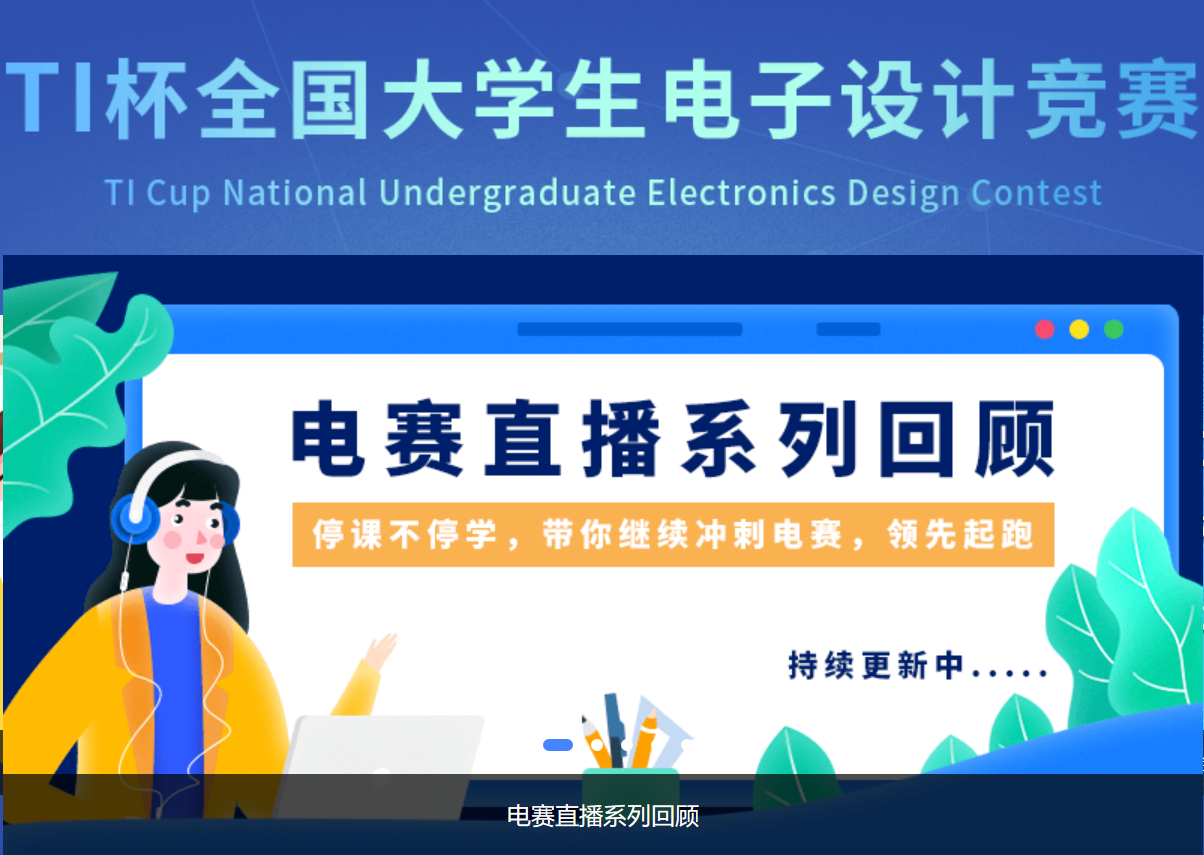 TI杯全国大学生电子设计竞赛
TI Cup National Undergraduate Electronics Design Contest
电赛直播系列回顾
停课不停学，带你继续冲刺电赛，领先起跑
持续更新中.....
电赛直播系列回顾